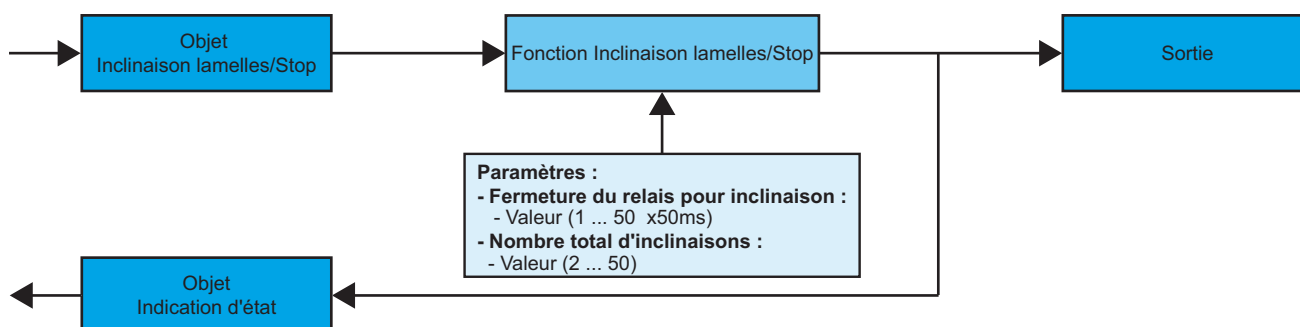 Objet
Inclinaison lamelles/Stop
Fonction Inclinaison lamelles/Stop
Sortie
Paramètres :
- Fermeture du relais pour inclinaison :
- Valeur (1 ... 50 x50ms)
- Nombre total d'inclinaisons :
- Valeur (2 ... 50)
Objet
Indication d'état